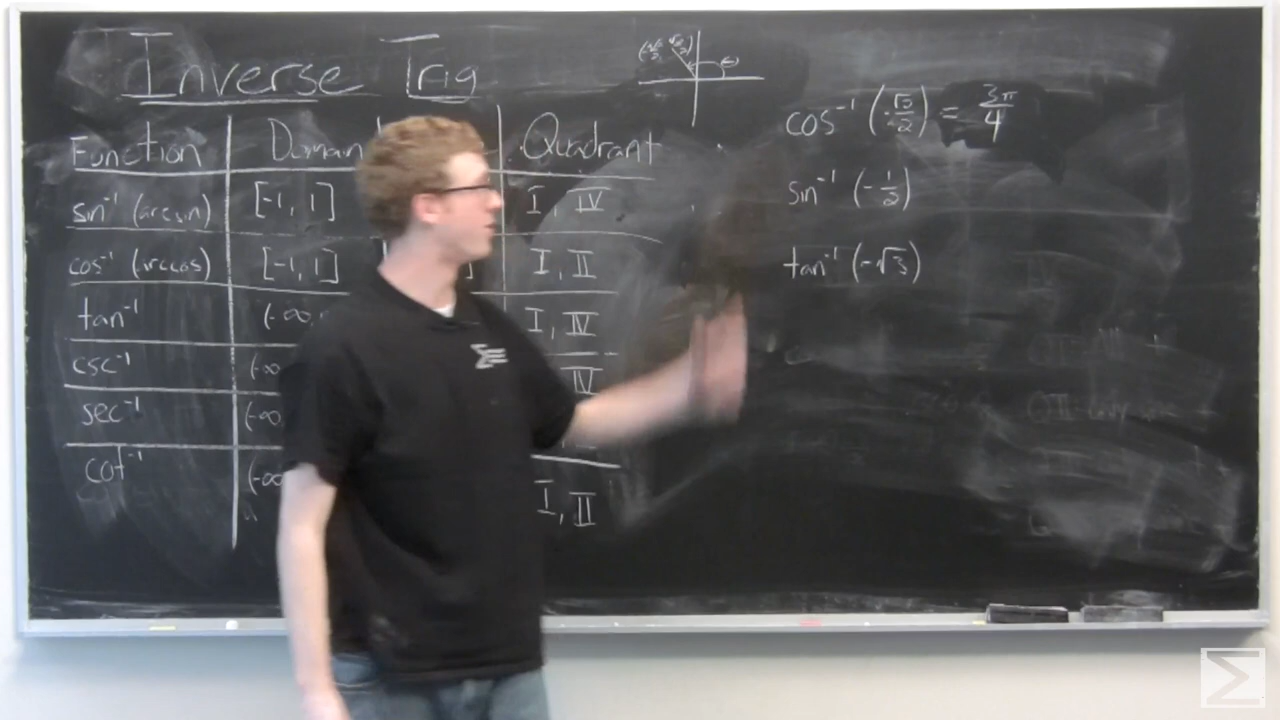 Inverse Trig
Function Domain Quadrant
sin⁻¹ (arcsin) [-1, 1] I, IV
cos⁻¹ (arccos) [-1, 1] ] I, II
tan⁻¹ (-∞, I, IV
csc⁻¹ (-∞ IV
sec⁻¹ (-∞
cot⁻¹ (-∞ I, II
θ
cos⁻¹ (-√2/2) = 3π/4
sin⁻¹ (-1/2)
tan⁻¹ (-√3)
Σ